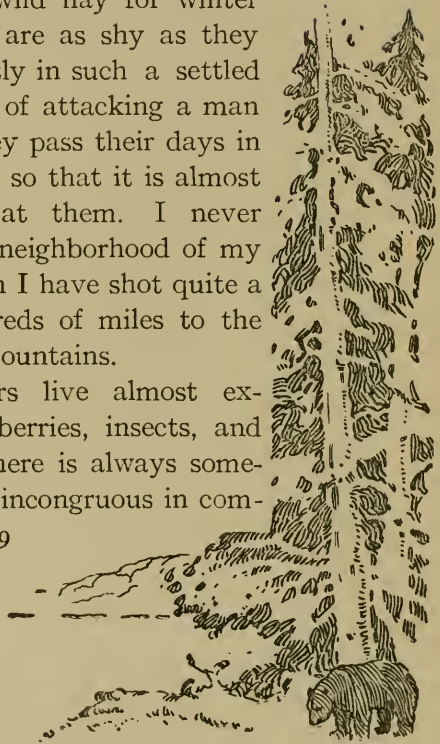 wild hay for winter
are as shy as they
ly in such a settled
of attacking a man
ey pass their days in
so that it is almost
at them. I never
neighborhood of my
n I have shot quite a
reds of miles to the
ountains.
rs live almost ex-
berries, insects, and
here is always some-
incongruous in com-
9